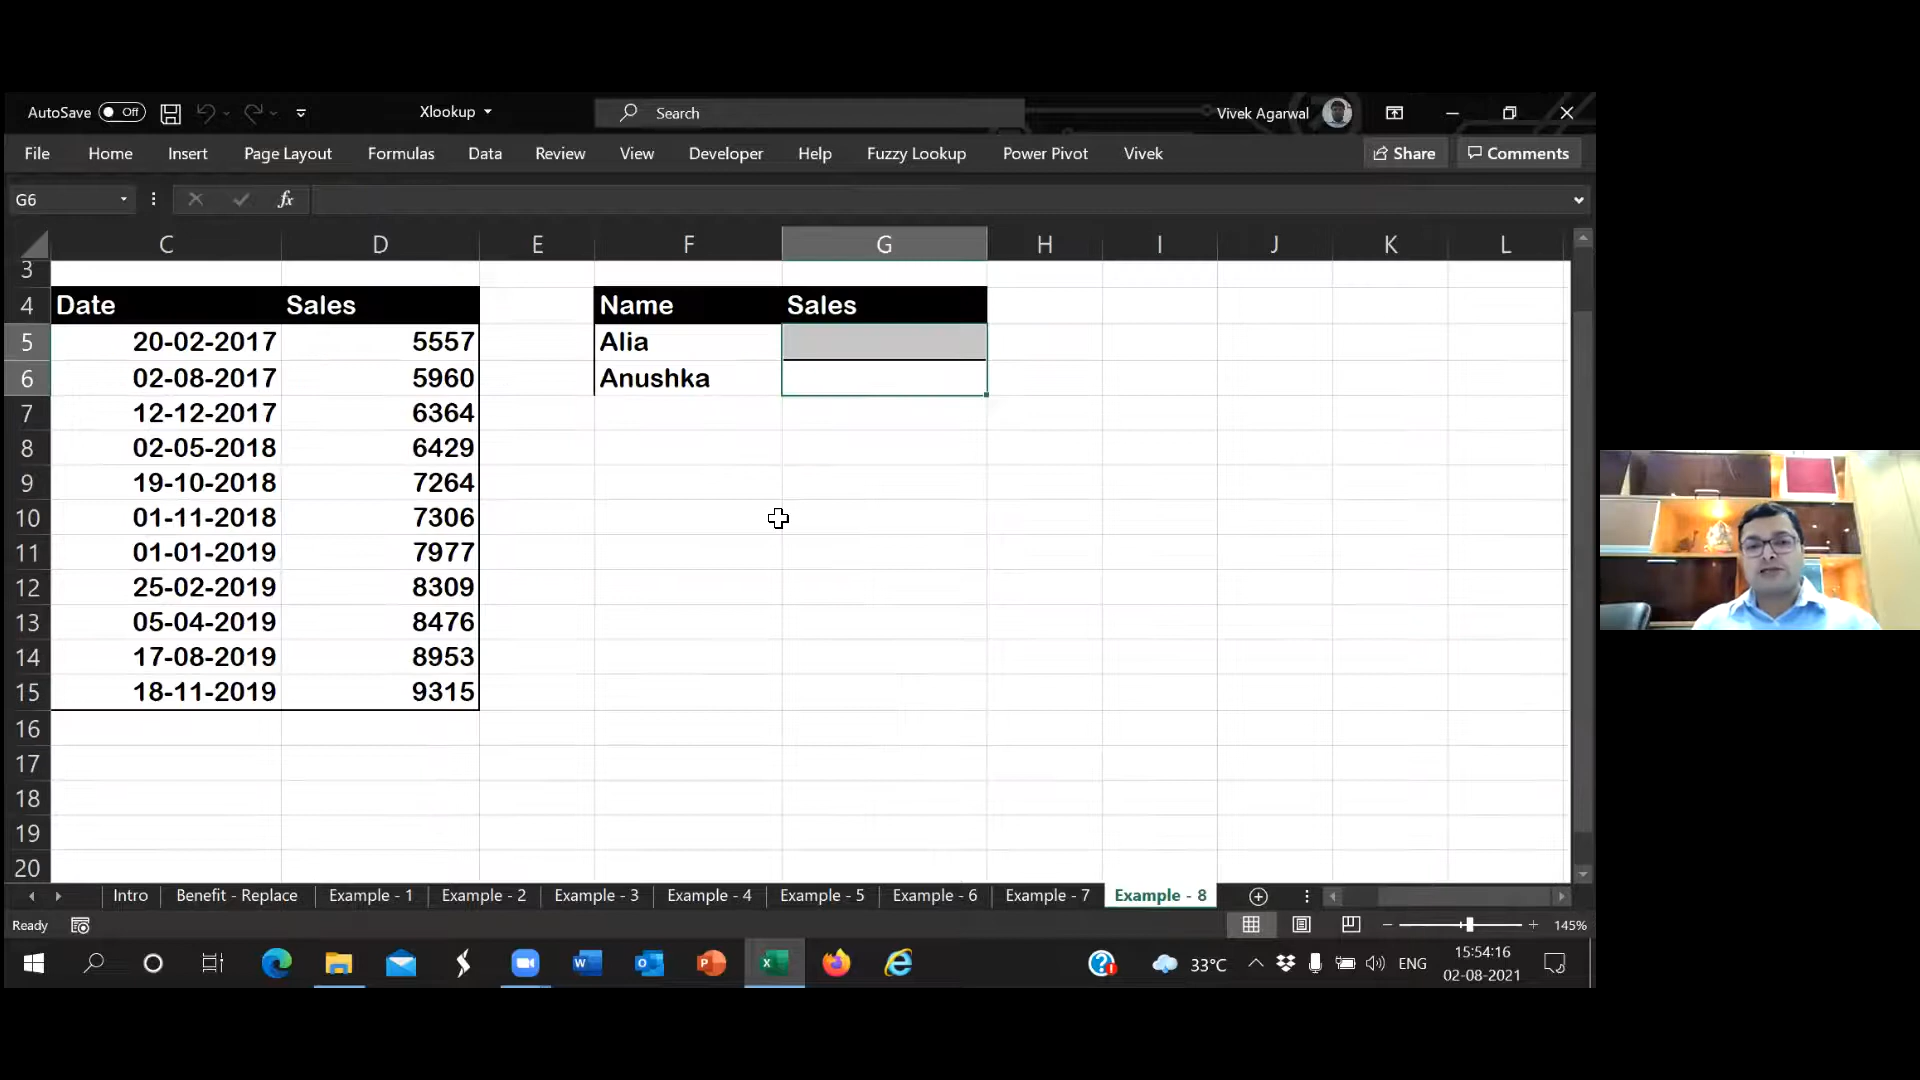 AutoSave Off Xlookup Search Vivek Agarwal
File Home Insert Page Layout Formulas Data Review View Developer Help Fuzzy Lookup Power Pivot Vivek Share Comments
G6 fx
C D E F G H I J K L
3
4 Date Sales Name Sales
5 20-02-2017 5557 Alia
6 02-08-2017 5960 Anushka
7 12-12-2017 6364
8 02-05-2018 6429
9 19-10-2018 7264
10 01-11-2018 7306
11 01-01-2019 7977
12 25-02-2019 8309
13 05-04-2019 8476
14 17-08-2019 8953
15 18-11-2019 9315
16
17
18
19
20
Intro Benefit - Replace Example - 1 Example - 2 Example - 3 Example - 4 Example - 5 Example - 6 Example - 7 Example - 8
Ready 145%
33°C ENG 15:54:16
02-08-2021